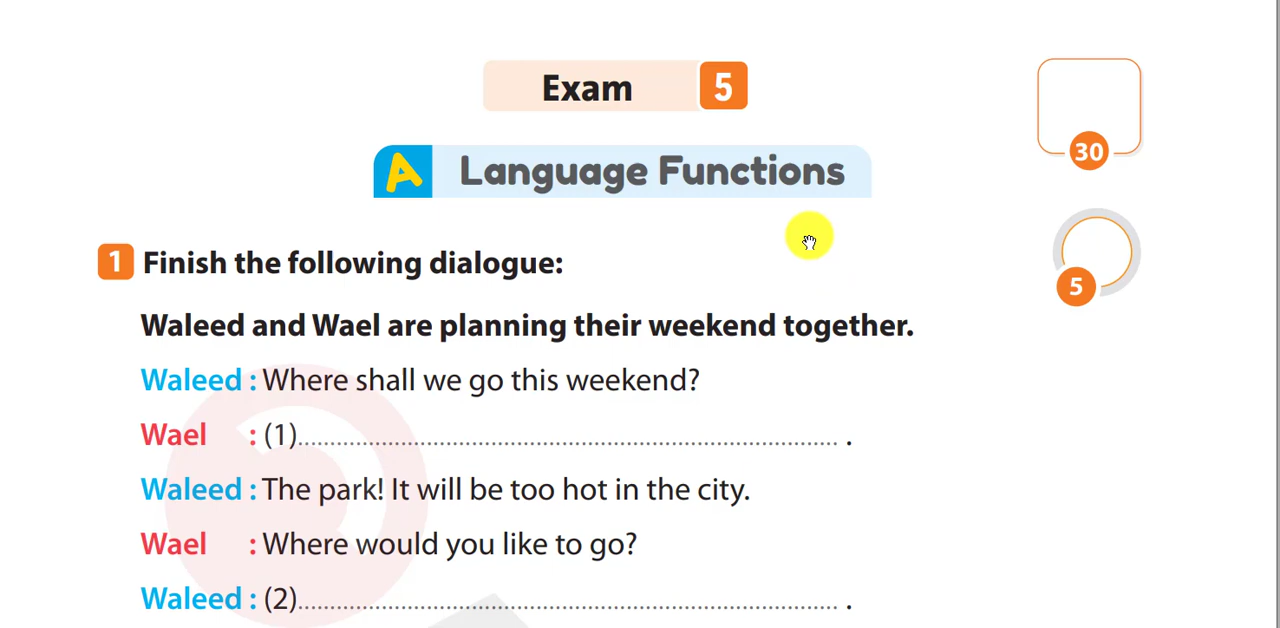 Exam 5
30
A Language Functions
1 Finish the following dialogue:
5
Waleed and Wael are planning their weekend together.
Waleed : Where shall we go this weekend?
Wael : (1)..................................................................................... .
Waleed : The park! It will be too hot in the city.
Wael : Where would you like to go?
Waleed : (2)..................................................................................... .